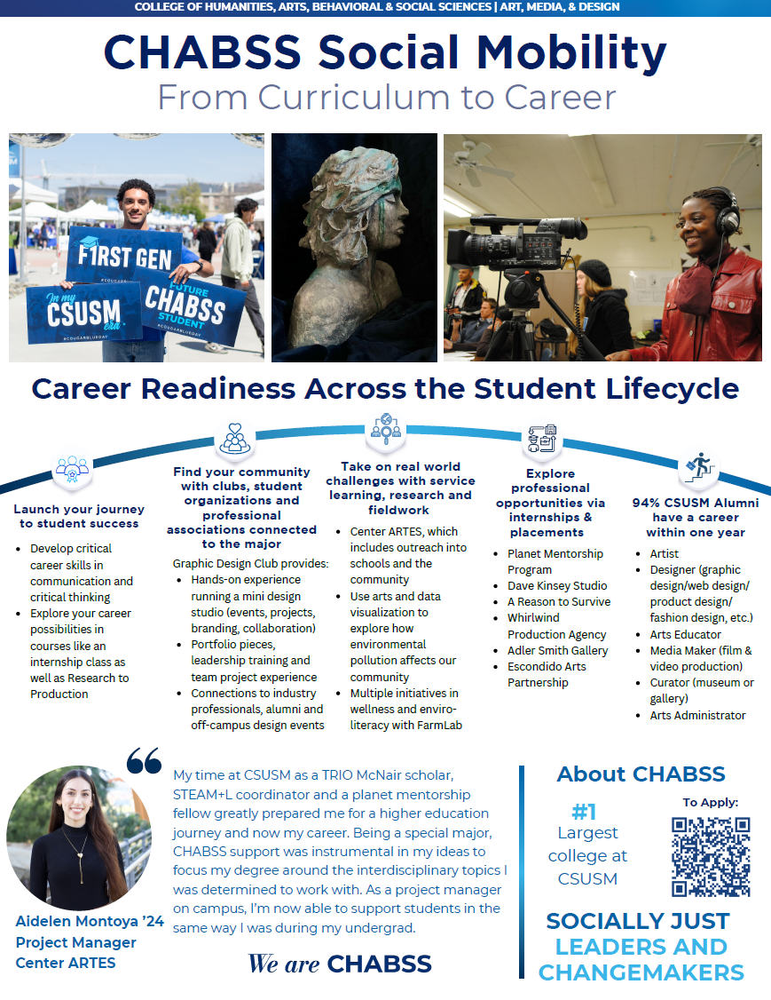 COLLEGE OF HUMANITIES, ARTS, BEHAVIORAL & SOCIAL SCIENCES | ART, MEDIA, & DESIGN
CHABSS Social Mobility
From Curriculum to Career
F1RST GEN
#COUGARBLUEDAY
In my
CSUSM
era
#COUGARBLUEDAY
FUTURE
CHABSS
STUDENT
#COUGARBLUEDAY
Career Readiness Across the Student Lifecycle
Launch your journey
to student success
• Develop critical
career skills in
communication and
critical thinking
• Explore your career
possibilities in
courses like an
internship class as
well as Research to
Production
Find your community
with clubs, student
organizations and
professional
associations connected
to the major
Graphic Design Club provides:
• Hands-on experience
running a mini design
studio (events, projects,
branding, collaboration)
• Portfolio pieces,
leadership training and
team project experience
• Connections to industry
professionals, alumni and
off-campus design events
Take on real world
challenges with service
learning, research and
fieldwork
• Center ARTES, which
includes outreach into
schools and the
community
• Use arts and data
visualization to
explore how
environmental
pollution affects our
community
• Multiple initiatives in
wellness and enviro-
literacy with FarmLab
Explore
professional
opportunities via
internships &
placements
• Planet Mentorship
Program
• Dave Kinsey Studio
• A Reason to Survive
• Whirlwind
Production Agency
• Adler Smith Gallery
• Escondido Arts
Partnership
94% CSUSM Alumni
have a career
within one year
• Artist
• Designer (graphic
design/web design/
product design/
fashion design, etc.)
• Arts Educator
• Media Maker (film &
video production)
• Curator (museum or
gallery)
• Arts Administrator
My time at CSUSM as a TRIO McNair scholar,
STEAM+L coordinator and a planet mentorship
fellow greatly prepared me for a higher education
journey and now my career. Being a special major,
CHABSS support was instrumental in my ideas to
focus my degree around the interdisciplinary topics I
was determined to work with. As a project manager
on campus, I'm now able to support students in the
same way I was during my undergrad.
Aidelen Montoya ’24
Project Manager
Center ARTES
We are CHABSS
About CHABSS
#1
Largest
college at
CSUSM
To Apply:
SOCIALLY JUST
LEADERS AND
CHANGEMAKERS